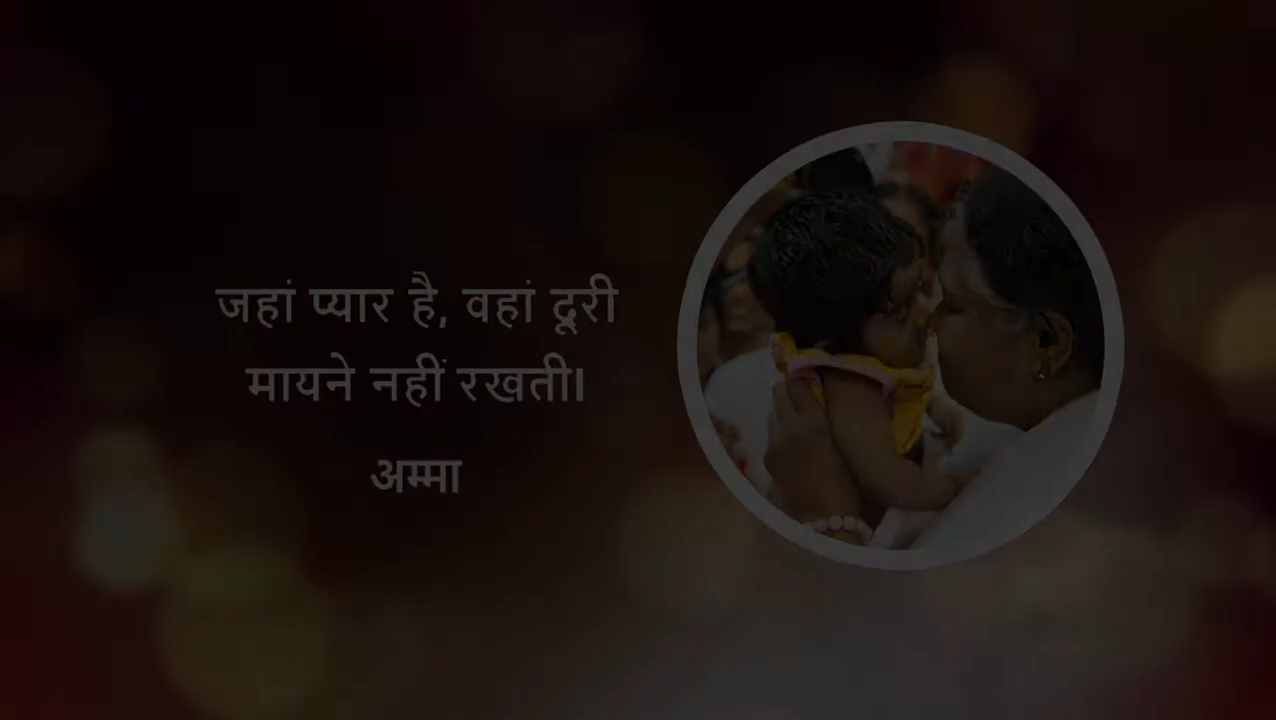 जहां प्यार है, वहां दूरी
मायने नहीं रखती।
अम्मा